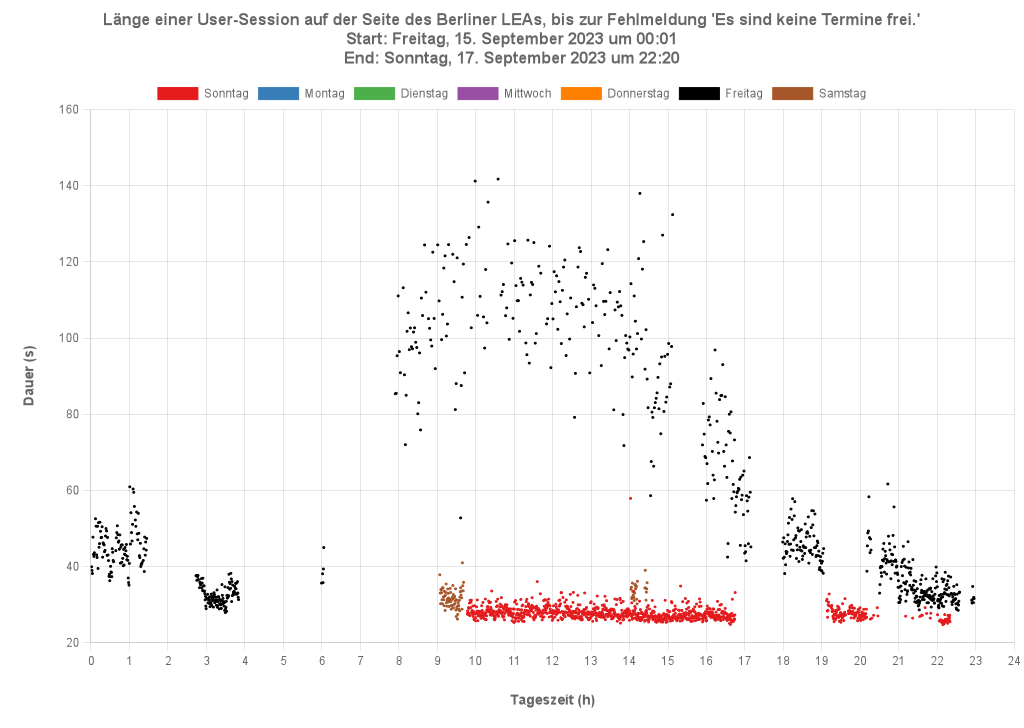 Länge einer User-Session auf der Seite des Berliner LEAs, bis zur Fehlmeldung 'Es sind keine Termine frei.'
Start: Freitag, 15. September 2023 um 00:01
End: Sonntag, 17. September 2023 um 22:20
Sonntag Montag Dienstag Mittwoch Donnerstag Freitag Samstag
160
140
120
100
80
60
40
20
Dauer (s)
0 1 2 3 4 5 6 7 8 9 10 11 12 13 14 15 16 17 18 19 20 21 22 23 24
Tageszeit (h)